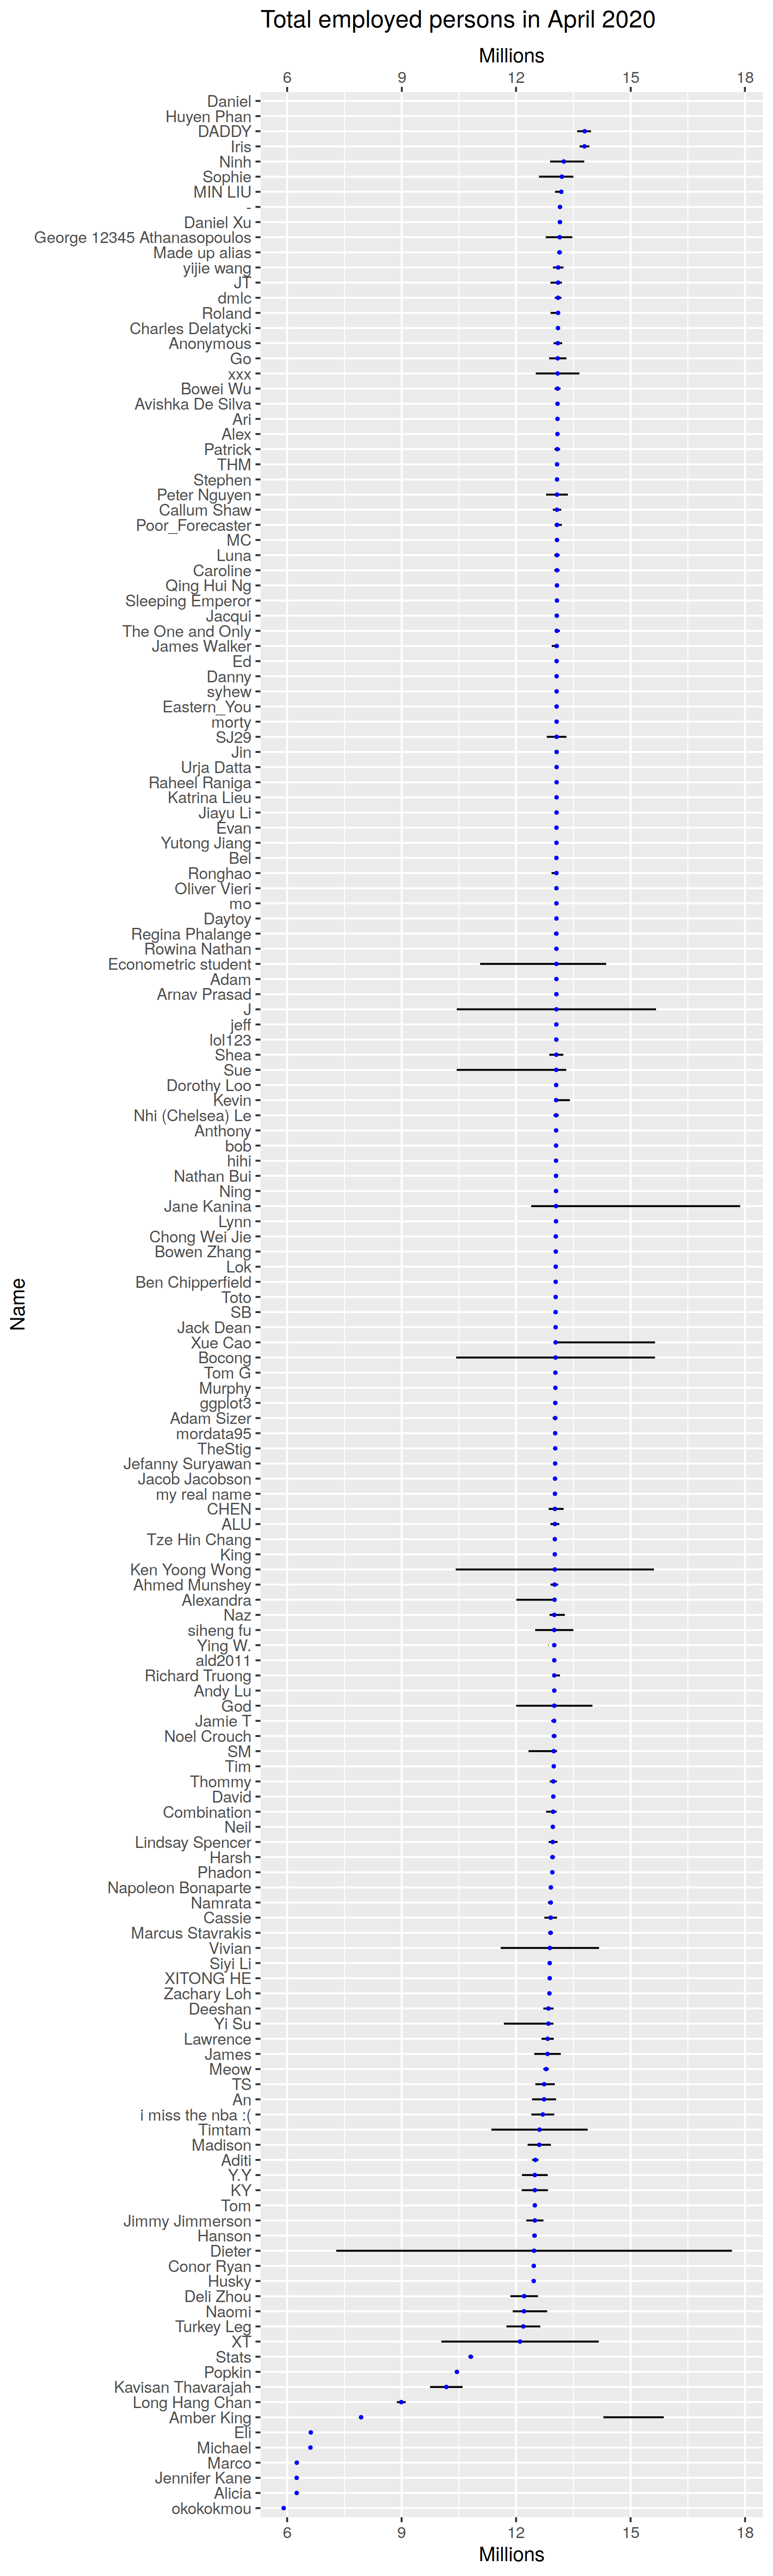 Total employed persons in April 2020
Millions
6 9 12 15 18
Daniel
Huyen Phan
DADDY
Iris
Ninh
Sophie
MIN LIU
-
Daniel Xu
George 12345 Athanasopoulos
Made up alias
yijie wang
JT
dmlc
Roland
Charles Delatycki
Anonymous
Go
xxx
Bowei Wu
Avishka De Silva
Ari
Alex
Patrick
THM
Stephen
Peter Nguyen
Callum Shaw
Poor_Forecaster
MC
Luna
Caroline
Qing Hui Ng
Sleeping Emperor
Jacqui
The One and Only
James Walker
Ed
Danny
syhew
Eastern_You
morty
SJ29
Jin
Urja Datta
Raheel Raniga
Katrina Lieu
Jiayu Li
Evan
Yutong Jiang
Bel
Ronghao
Oliver Vieri
mo
Daytoy
Regina Phalange
Rowina Nathan
Econometric student
Adam
Arnav Prasad
J
jeff
lol123
Shea
Sue
Dorothy Loo
Kevin
Nhi (Chelsea) Le
Anthony
bob
hihi
Nathan Bui
Ning
Jane Kanina
Lynn
Chong Wei Jie
Bowen Zhang
Lok
Ben Chipperfield
Toto
SB
Jack Dean
Xue Cao
Bocong
Tom G
Murphy
ggplot3
Adam Sizer
mordata95
TheStig
Jefanny Suryawan
Jacob Jacobson
my real name
CHEN
ALU
Tze Hin Chang
King
Ken Yoong Wong
Ahmed Munshey
Alexandra
Naz
siheng fu
Ying W.
ald2011
Richard Truong
Andy Lu
God
Jamie T
Noel Crouch
SM
Tim
Thommy
David
Combination
Neil
Lindsay Spencer
Harsh
Phadon
Napoleon Bonaparte
Namrata
Cassie
Marcus Stavrakis
Vivian
Siyi Li
XITONG HE
Zachary Loh
Deeshan
Yi Su
Lawrence
James
Meow
TS
An
i miss the nba :(
Timtam
Madison
Aditi
Y.Y
KY
Tom
Jimmy Jimmerson
Hanson
Dieter
Conor Ryan
Husky
Deli Zhou
Naomi
Turkey Leg
XT
Stats
Popkin
Kavisan Thavarajah
Long Hang Chan
Amber King
Eli
Michael
Marco
Jennifer Kane
Alicia
okokokmou
6 9 12 15 18
Millions
Name